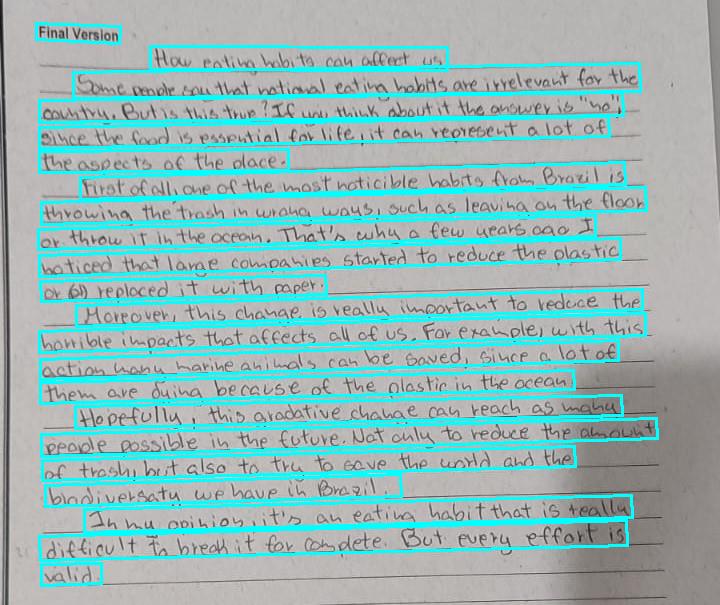 Final Version
How eating habits can affect us
Some people say that national eating habits are irrelevant for the
country. But is this true? If you think about it the answer is "no",
since the food is essential for life, it can represent a lot of
the aspects of the place.
First of all, one of the most noticible habits from Brazil is
throwing the trash in wrong ways, such as leaving on the floor
or throw it in the ocean. That's why a few years ago I
noticed that large companies started to reduce the plastic
or replaced it with paper.
Moreover, this change is really important to reduce the
horrible impacts that affects all of us. For example, with this
action many marine animals can be saved, since a lot of
them are dying because of the plastic in the ocean.
Hopefully, this gradative change can reach as many
people possible in the future. Not only to reduce the amount
of trash, but also to try to save the world and the
biodiversaty we have in Brazil.
In my opinion, it's an eating habit that is really
difficult to break it for complete. But every effort is
valid.